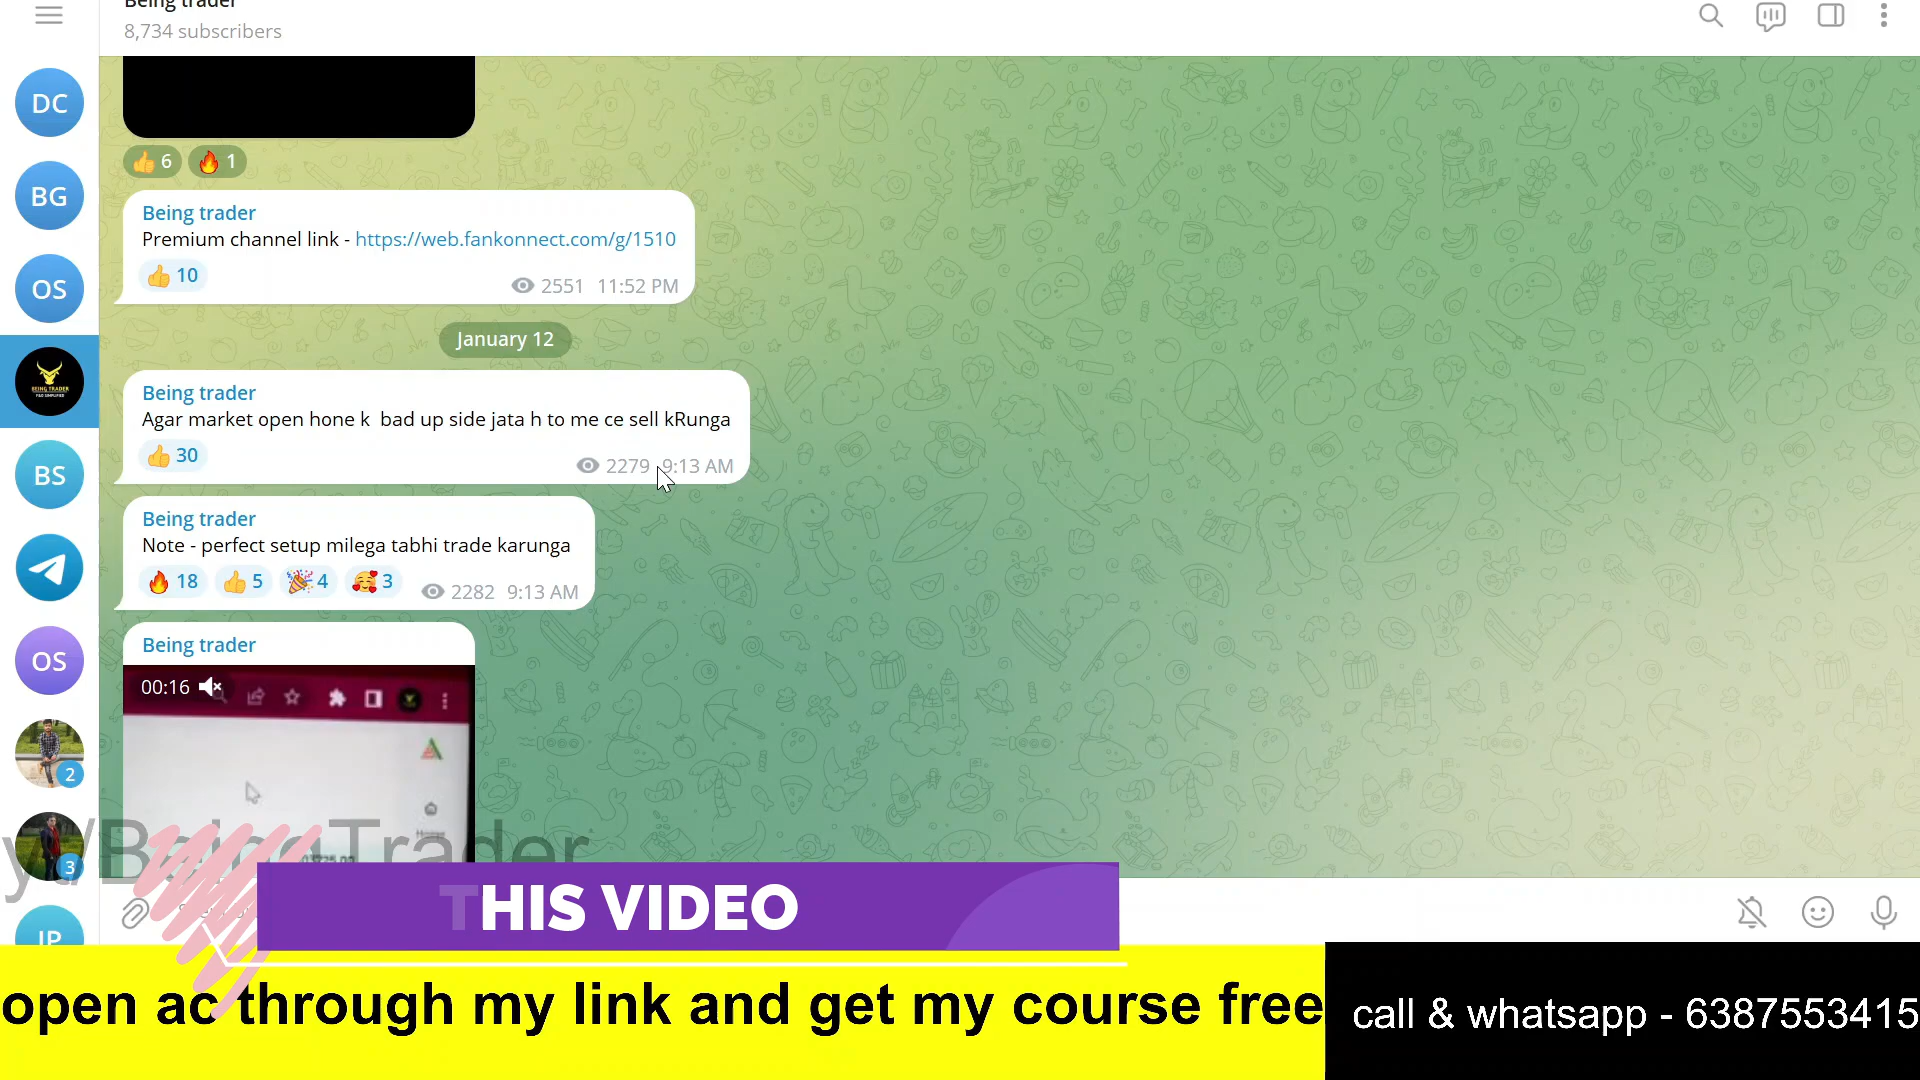 Being trader
8,734 subscribers
DC
BG
OS
BEING TRADER
BS
OS
2
3
JP
👍 6 🔥 1
Being trader
Premium channel link - https://web.fankonnect.com/g/1510
👍 10
2551 11:52 PM
January 12
Being trader
Agar market open hone k bad up side jata h to me ce sell kRunga
👍 30
2279 9:13 AM
Being trader
Note - perfect setup milega tabhi trade karunga
🔥 18 👍 5 🎉 4 🥰 3
2282 9:13 AM
Being trader
00:16
y/BeingTrader
THIS VIDEO
open ac through my link and get my course free
call & whatsapp - 6387553415